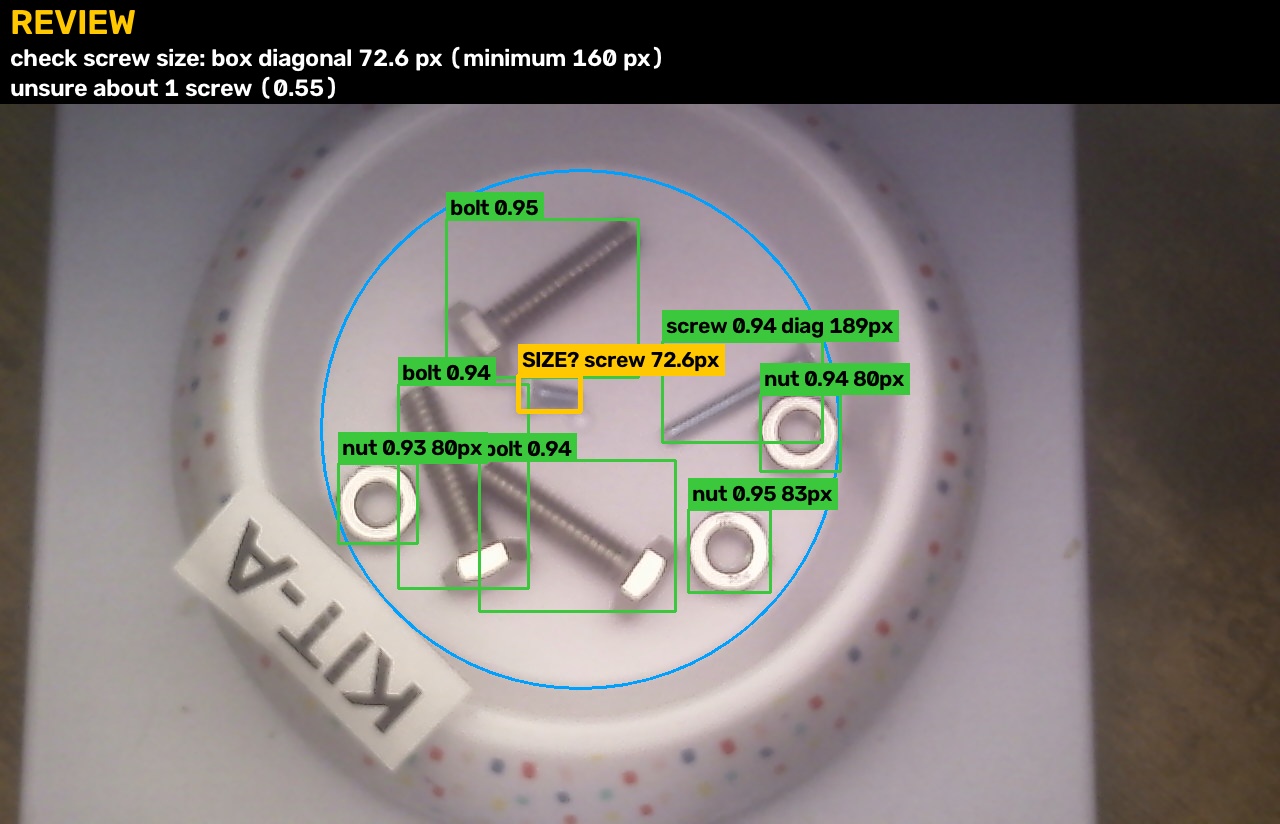 REVIEW
check screw size: box diagonal 72.6 px (minimum 160 px)
unsure about 1 screw (0.55)
bolt 0.95
screw 0.94 diag 189px
SIZE? screw 72.6px
bolt 0.94
nut 0.94 80px
nut 0.93 80px
bolt 0.94
nut 0.95 83px
KIT-A